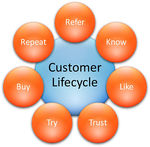 Refer
Repeat
Know
Customer
Lifecycle
Buy
Like
Try
Trust